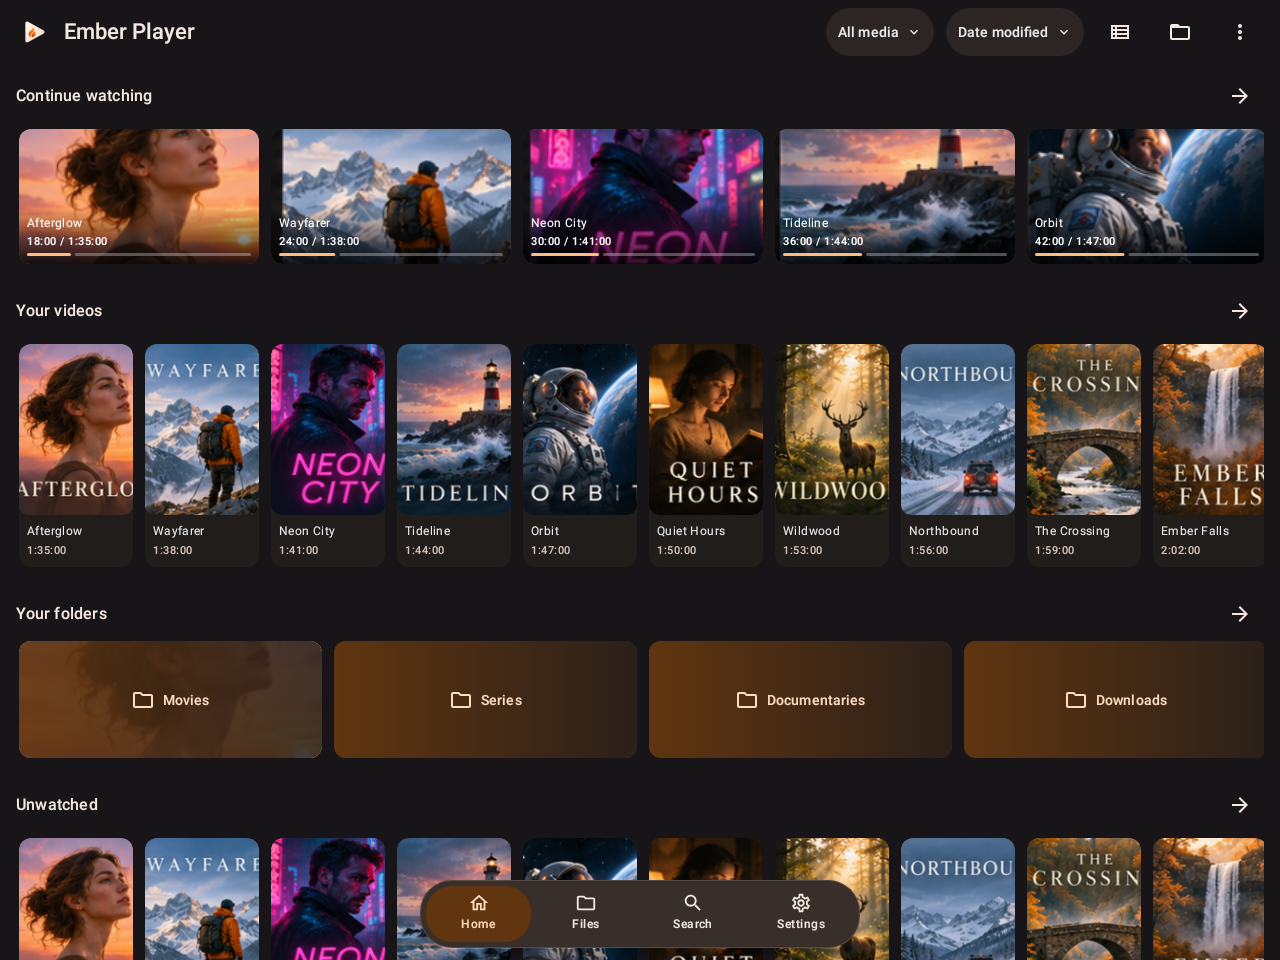 Ember Player
All media
Date modified
Continue watching
Afterglow
18:00 / 1:35:00
Wayfarer
24:00 / 1:38:00
NEON
Neon City
30:00 / 1:41:00
Tideline
36:00 / 1:44:00
Orbit
42:00 / 1:47:00
Your videos
AFTERGLO
Afterglow
1:35:00
WAYFARE
Wayfarer
1:38:00
NEON
CITY
Neon City
1:41:00
TIDELIN
Tideline
1:44:00
ORBIT
Orbit
1:47:00
QUIET
HOURS
Quiet Hours
1:50:00
WILDWOO
Wildwood
1:53:00
NORTHBOU
Northbound
1:56:00
THE
CROSSIN
The Crossing
1:59:00
EMBER
FALLS
Ember Falls
2:02:00
Your folders
Movies
Series
Documentaries
Downloads
Unwatched
WAYFARE
NORTHBOU
THE
CROSSIN
Home
Files
Search
Settings